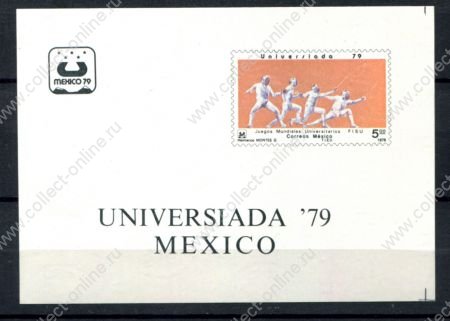 MEXICO 79
Universiada 79
Juegos Mundiales Universitarios FISU
Correos México
5.00
1979
UNIVERSIADA '79
MEXICO
www.collect-online.ru